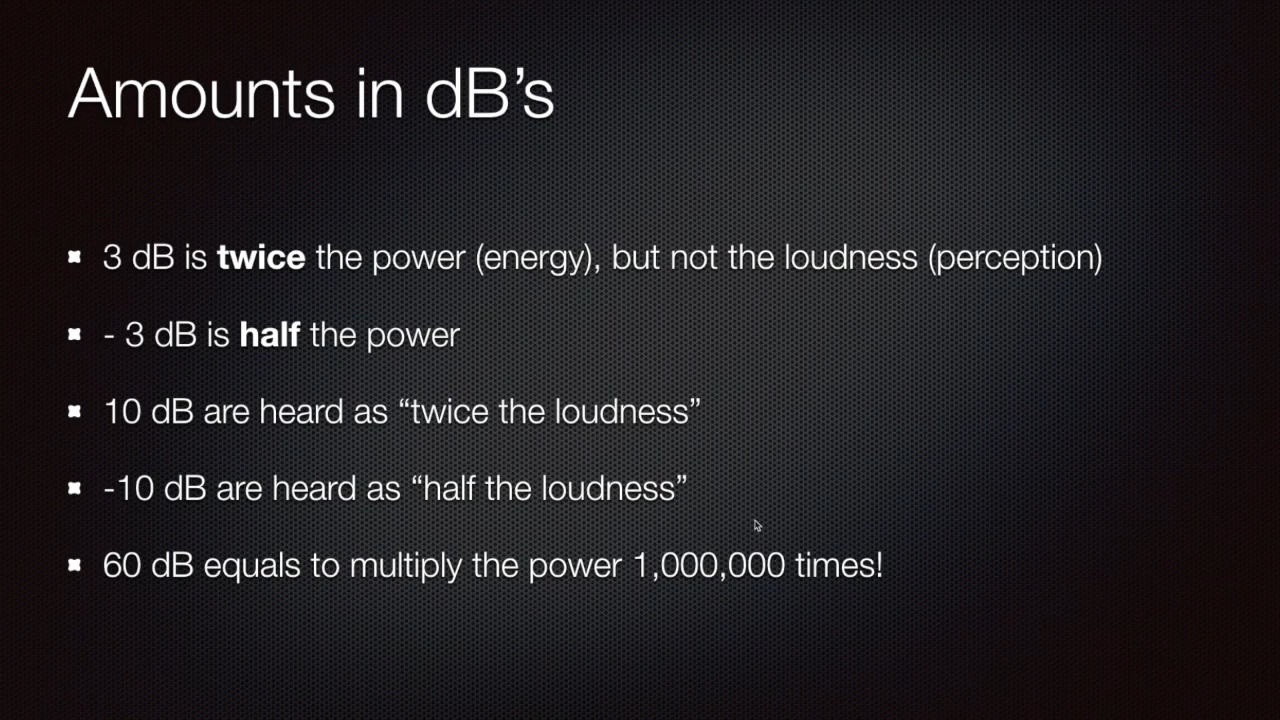 Amounts in dB’s
3 dB is twice the power (energy), but not the loudness (perception)
- 3 dB is half the power
10 dB are heard as “twice the loudness”
-10 dB are heard as “half the loudness”
60 dB equals to multiply the power 1,000,000 times!